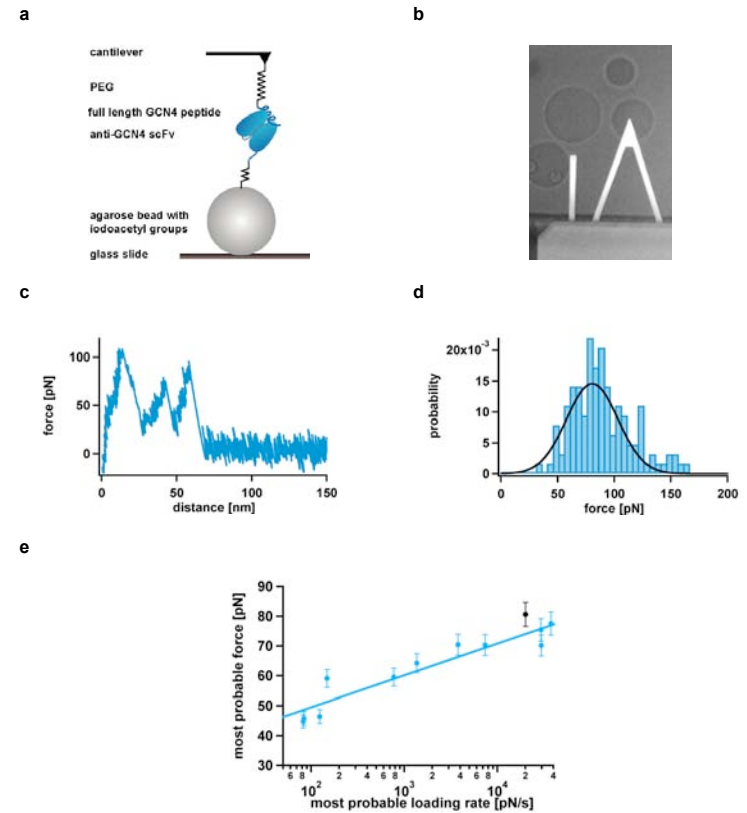 a
cantilever
PEG
full length GCN4 peptide
anti-GCN4 scFv
agarose bead with
iodoacetyl groups
glass slide
b
c
force [pN]
100
50
0
0 50 100 150
distance [nm]
d
probability
20x10⁻³
15
10
5
0
0 50 100 150 200
force [pN]
e
most probable force [pN]
90
80
70
60
50
40
30
6 8 10² 2 4 6 8 10³ 2 4 6 8 10⁴ 2 4
most probable loading rate [pN/s]